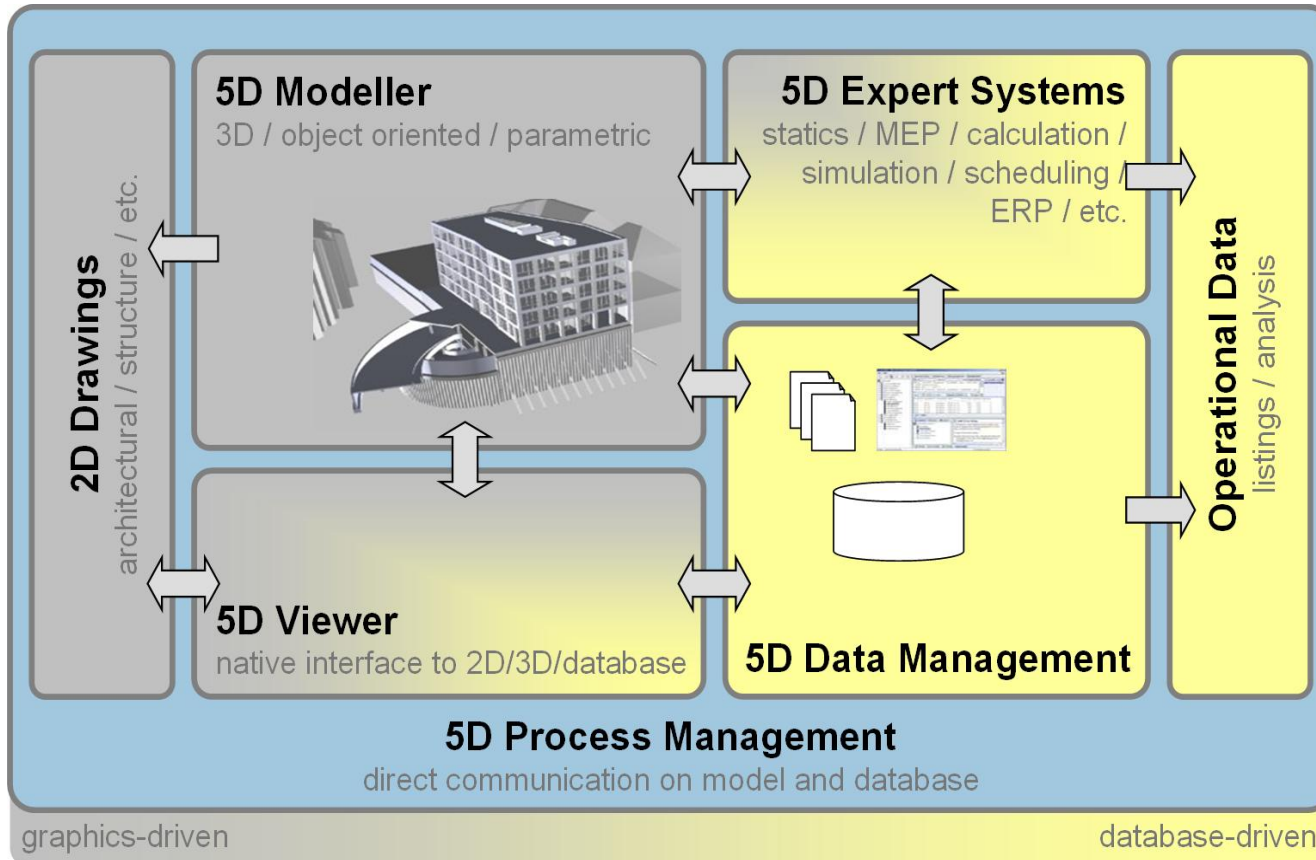 5D Modeller
3D / object oriented / parametric
5D Expert Systems
statics / MEP / calculation /
simulation / scheduling /
ERP / etc.
2D Drawings
architectural / structure / etc.
Operational Data
listings / analysis
5D Viewer
native interface to 2D/3D/database
5D Data Management
5D Process Management
direct communication on model and database
graphics-driven
database-driven